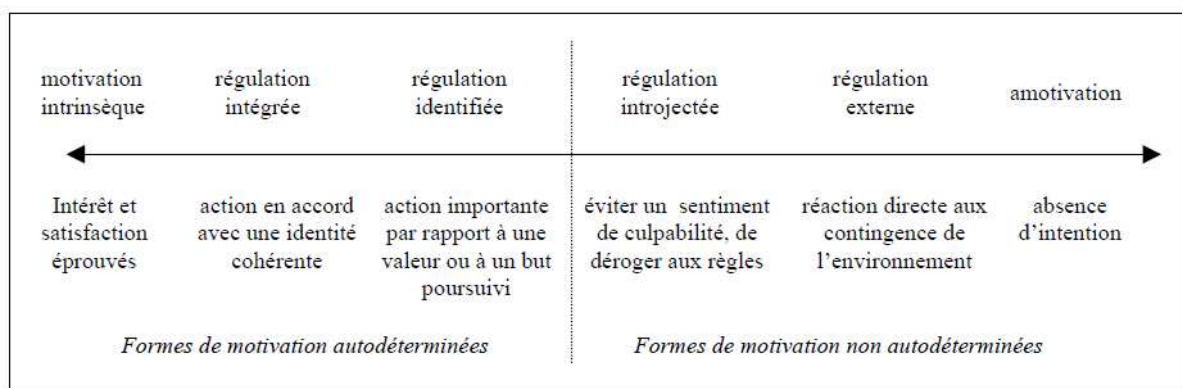 motivation
intrinsèque
régulation
intégrée
régulation
identifiée
régulation
introjectée
régulation
externe
amotivation
Intérêt et
satisfaction
éprouvés
action en accord
avec une identité
cohérente
action importante
par rapport à une
valeur ou à un but
poursuivi
éviter un sentiment
de culpabilité, de
déroger aux règles
réaction directe aux
contingence de
l'environnement
absence
d'intention
Formes de motivation autodéterminées
Formes de motivation non autodéterminées